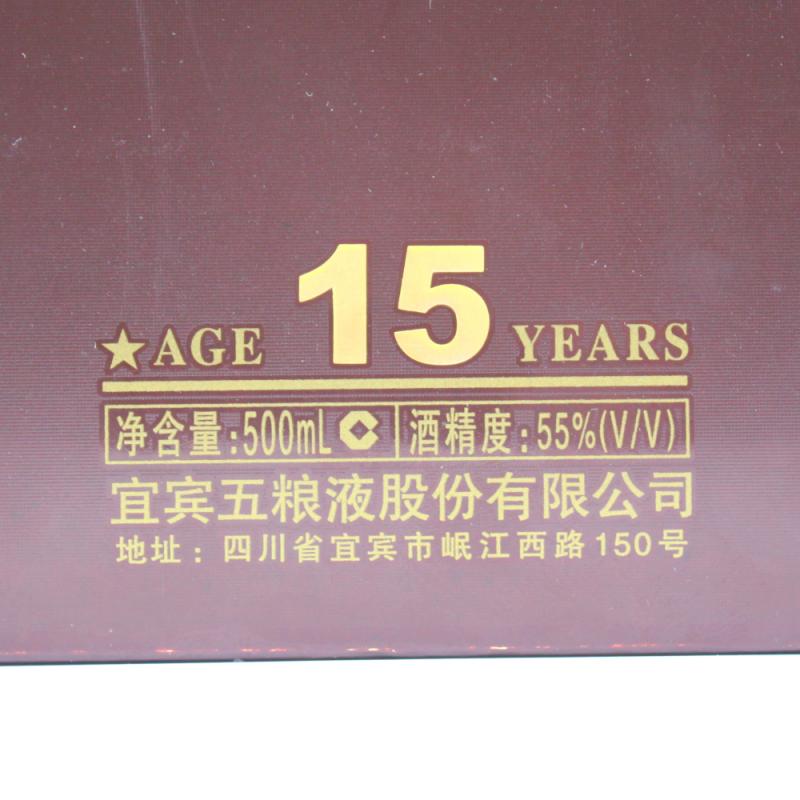 ★AGE 15 YEARS
净含量:500mL 酒精度:55%(V/V)
宜宾五粮液股份有限公司
地址：四川省宜宾市岷江西路150号